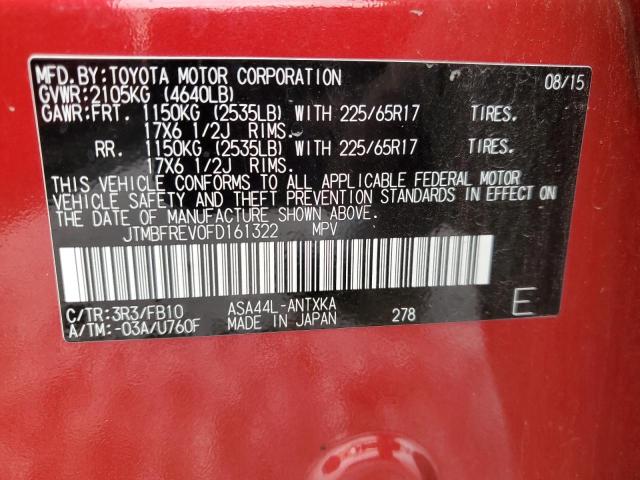 MFD.BY:TOYOTA MOTOR CORPORATION 08/15
GVWR:2105KG (4640LB)
GAWR:FRT. 1150KG (2535LB) WITH 225/65R17 TIRES.
17X6 1/2J RIMS.
RR. 1150KG (2535LB) WITH 225/65R17 TIRES.
17X6 1/2J RIMS.
THIS VEHICLE CONFORMS TO ALL APPLICABLE FEDERAL MOTOR
VEHICLE SAFETY AND THEFT PREVENTION STANDARDS IN EFFECT ON
THE DATE OF MANUFACTURE SHOWN ABOVE.
JTMBFREV0FD161322 MPV
C/TR:3R3/FB10 ASA44L-ANTXKA
A/TM:-03A/U760F MADE IN JAPAN 278 E